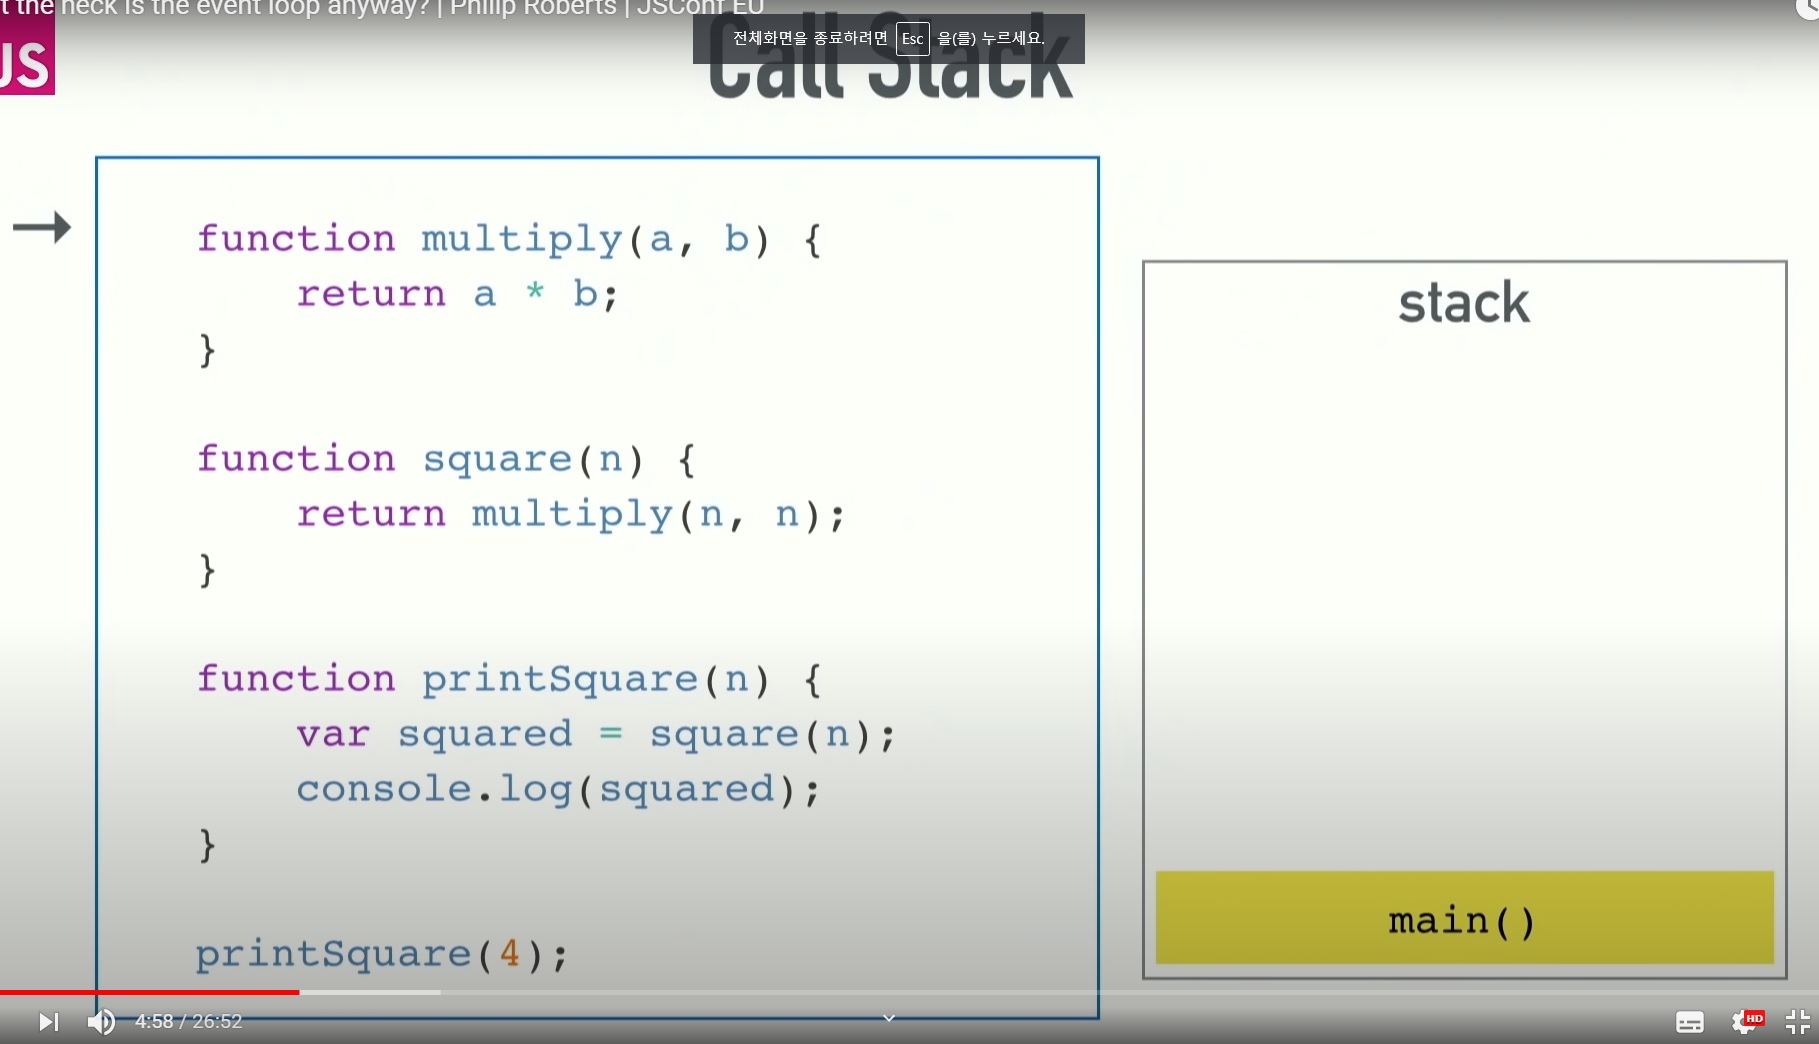 t the heck is the event loop anyway? | Philip Roberts | JSConf EU
전체화면을 종료하려면 Esc 을(를) 누르세요.
JS
Call Stack
function multiply(a, b) {
    return a * b;
}
function square(n) {
    return multiply(n, n);
}
function printSquare(n) {
    var squared = square(n);
    console.log(squared);
}
printSquare(4);
stack
main()
4:58 / 26:52
HD